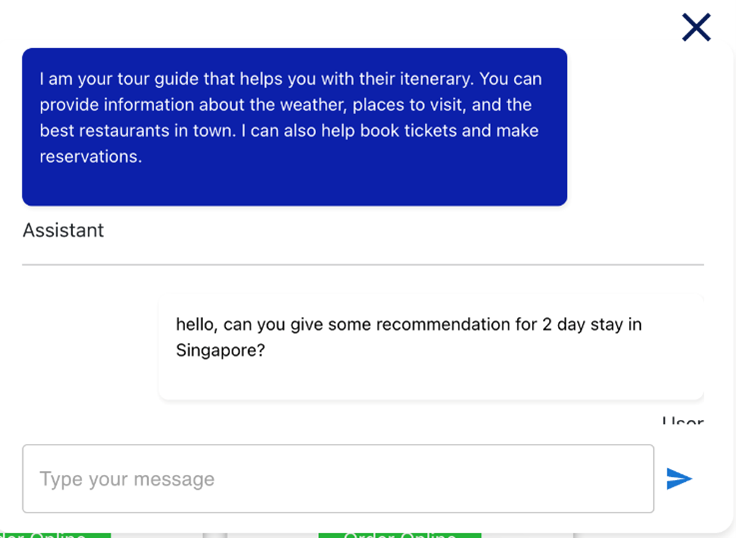 I am your tour guide that helps you with their itenerary. You can
provide information about the weather, places to visit, and the
best restaurants in town. I can also help book tickets and make
reservations.
Assistant
hello, can you give some recommendation for 2 day stay in
Singapore?
User
Type your message
Order Online